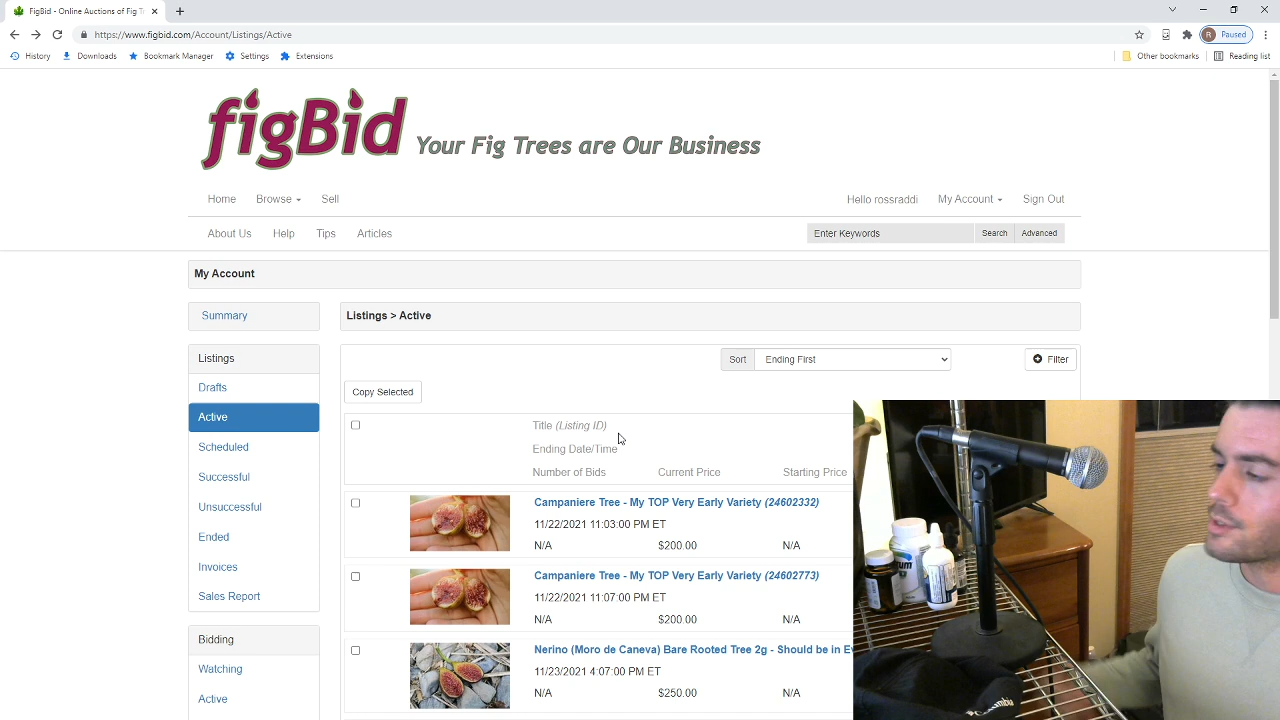 FigBid - Online Auctions of Fig Tr
https://www.figbid.com/Account/Listings/Active
R Paused
History Downloads Bookmark Manager Settings Extensions Other bookmarks Reading list
figBid Your Fig Trees are Our Business
Home Browse Sell Hello rossraddi My Account Sign Out
About Us Help Tips Articles Enter Keywords Search Advanced
My Account
Summary
Listings > Active
Listings
Sort Ending First Filter
Drafts
Copy Selected
Active
Title (Listing ID)
Scheduled
Ending Date/Time
Number of Bids Current Price Starting Price
Successful
Campaniere Tree - My TOP Very Early Variety (24602332)
Unsuccessful
11/22/2021 11:03:00 PM ET
Ended
N/A $200.00 N/A
Invoices
Campaniere Tree - My TOP Very Early Variety (24602773)
Sales Report
11/22/2021 11:07:00 PM ET
N/A $200.00 N/A
Bidding
Nerino (Moro de Caneva) Bare Rooted Tree 2g - Should be in Ev
Watching
11/23/2021 4:07:00 PM ET
Active
N/A $250.00 N/A